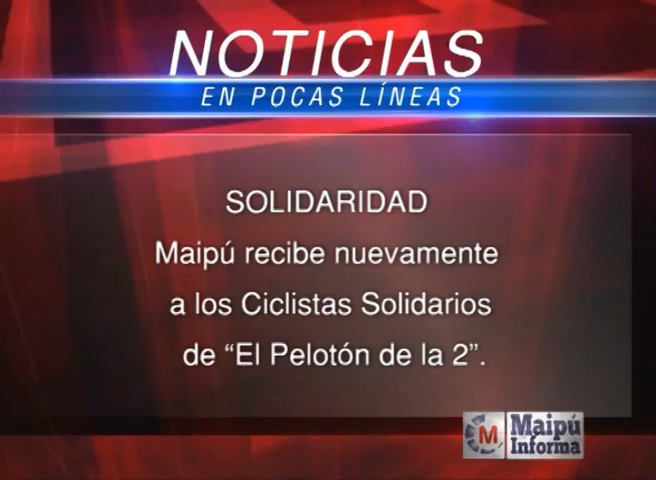 NOTICIAS
EN POCAS LÍNEAS
SOLIDARIDAD
Maipú recibe nuevamente
a los Ciclistas Solidarios
de “El Pelotón de la 2”.
M
Maipú
Informa